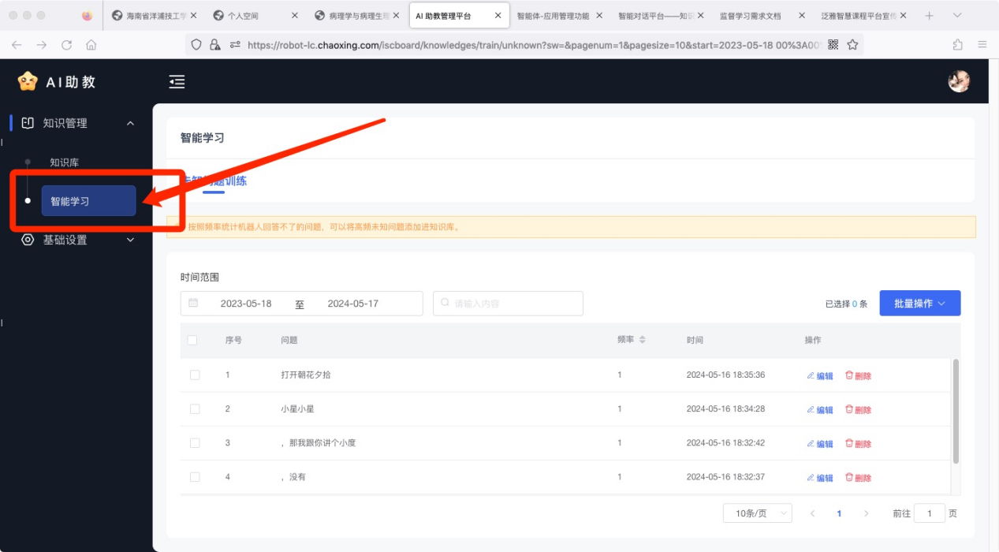 海南省洋浦技工学
个人空间
病理学与病理生理
AI 助教管理平台
智能体-应用管理功能
智能对话平台——知识
监督学习需求文档
泛雅智慧课程平台宣传
https://robot-lc.chaoxing.com/iscboard/knowledges/train/unknown?sw=&pagenum=1&pagesize=10&start=2023-05-18 00%3A00
AI助教
知识管理
知识库
智能学习
基础设置
智能学习
问题训练
按照频率统计机器人回答不了的问题，可以将高频未知问题添加进知识库。
时间范围
2023-05-18 至 2024-05-17
请输入内容
已选择 0 条
批量操作
序号 问题 频率 时间 操作
1 打开朝花夕拾 1 2024-05-16 18:35:36 编辑 删除
2 小星小星 1 2024-05-16 18:34:28 编辑 删除
3 ，那我跟你讲个小度 1 2024-05-16 18:32:42 编辑 删除
4 ，没有 1 2024-05-16 18:32:37 编辑 删除
10条/页
1
前往 1 页